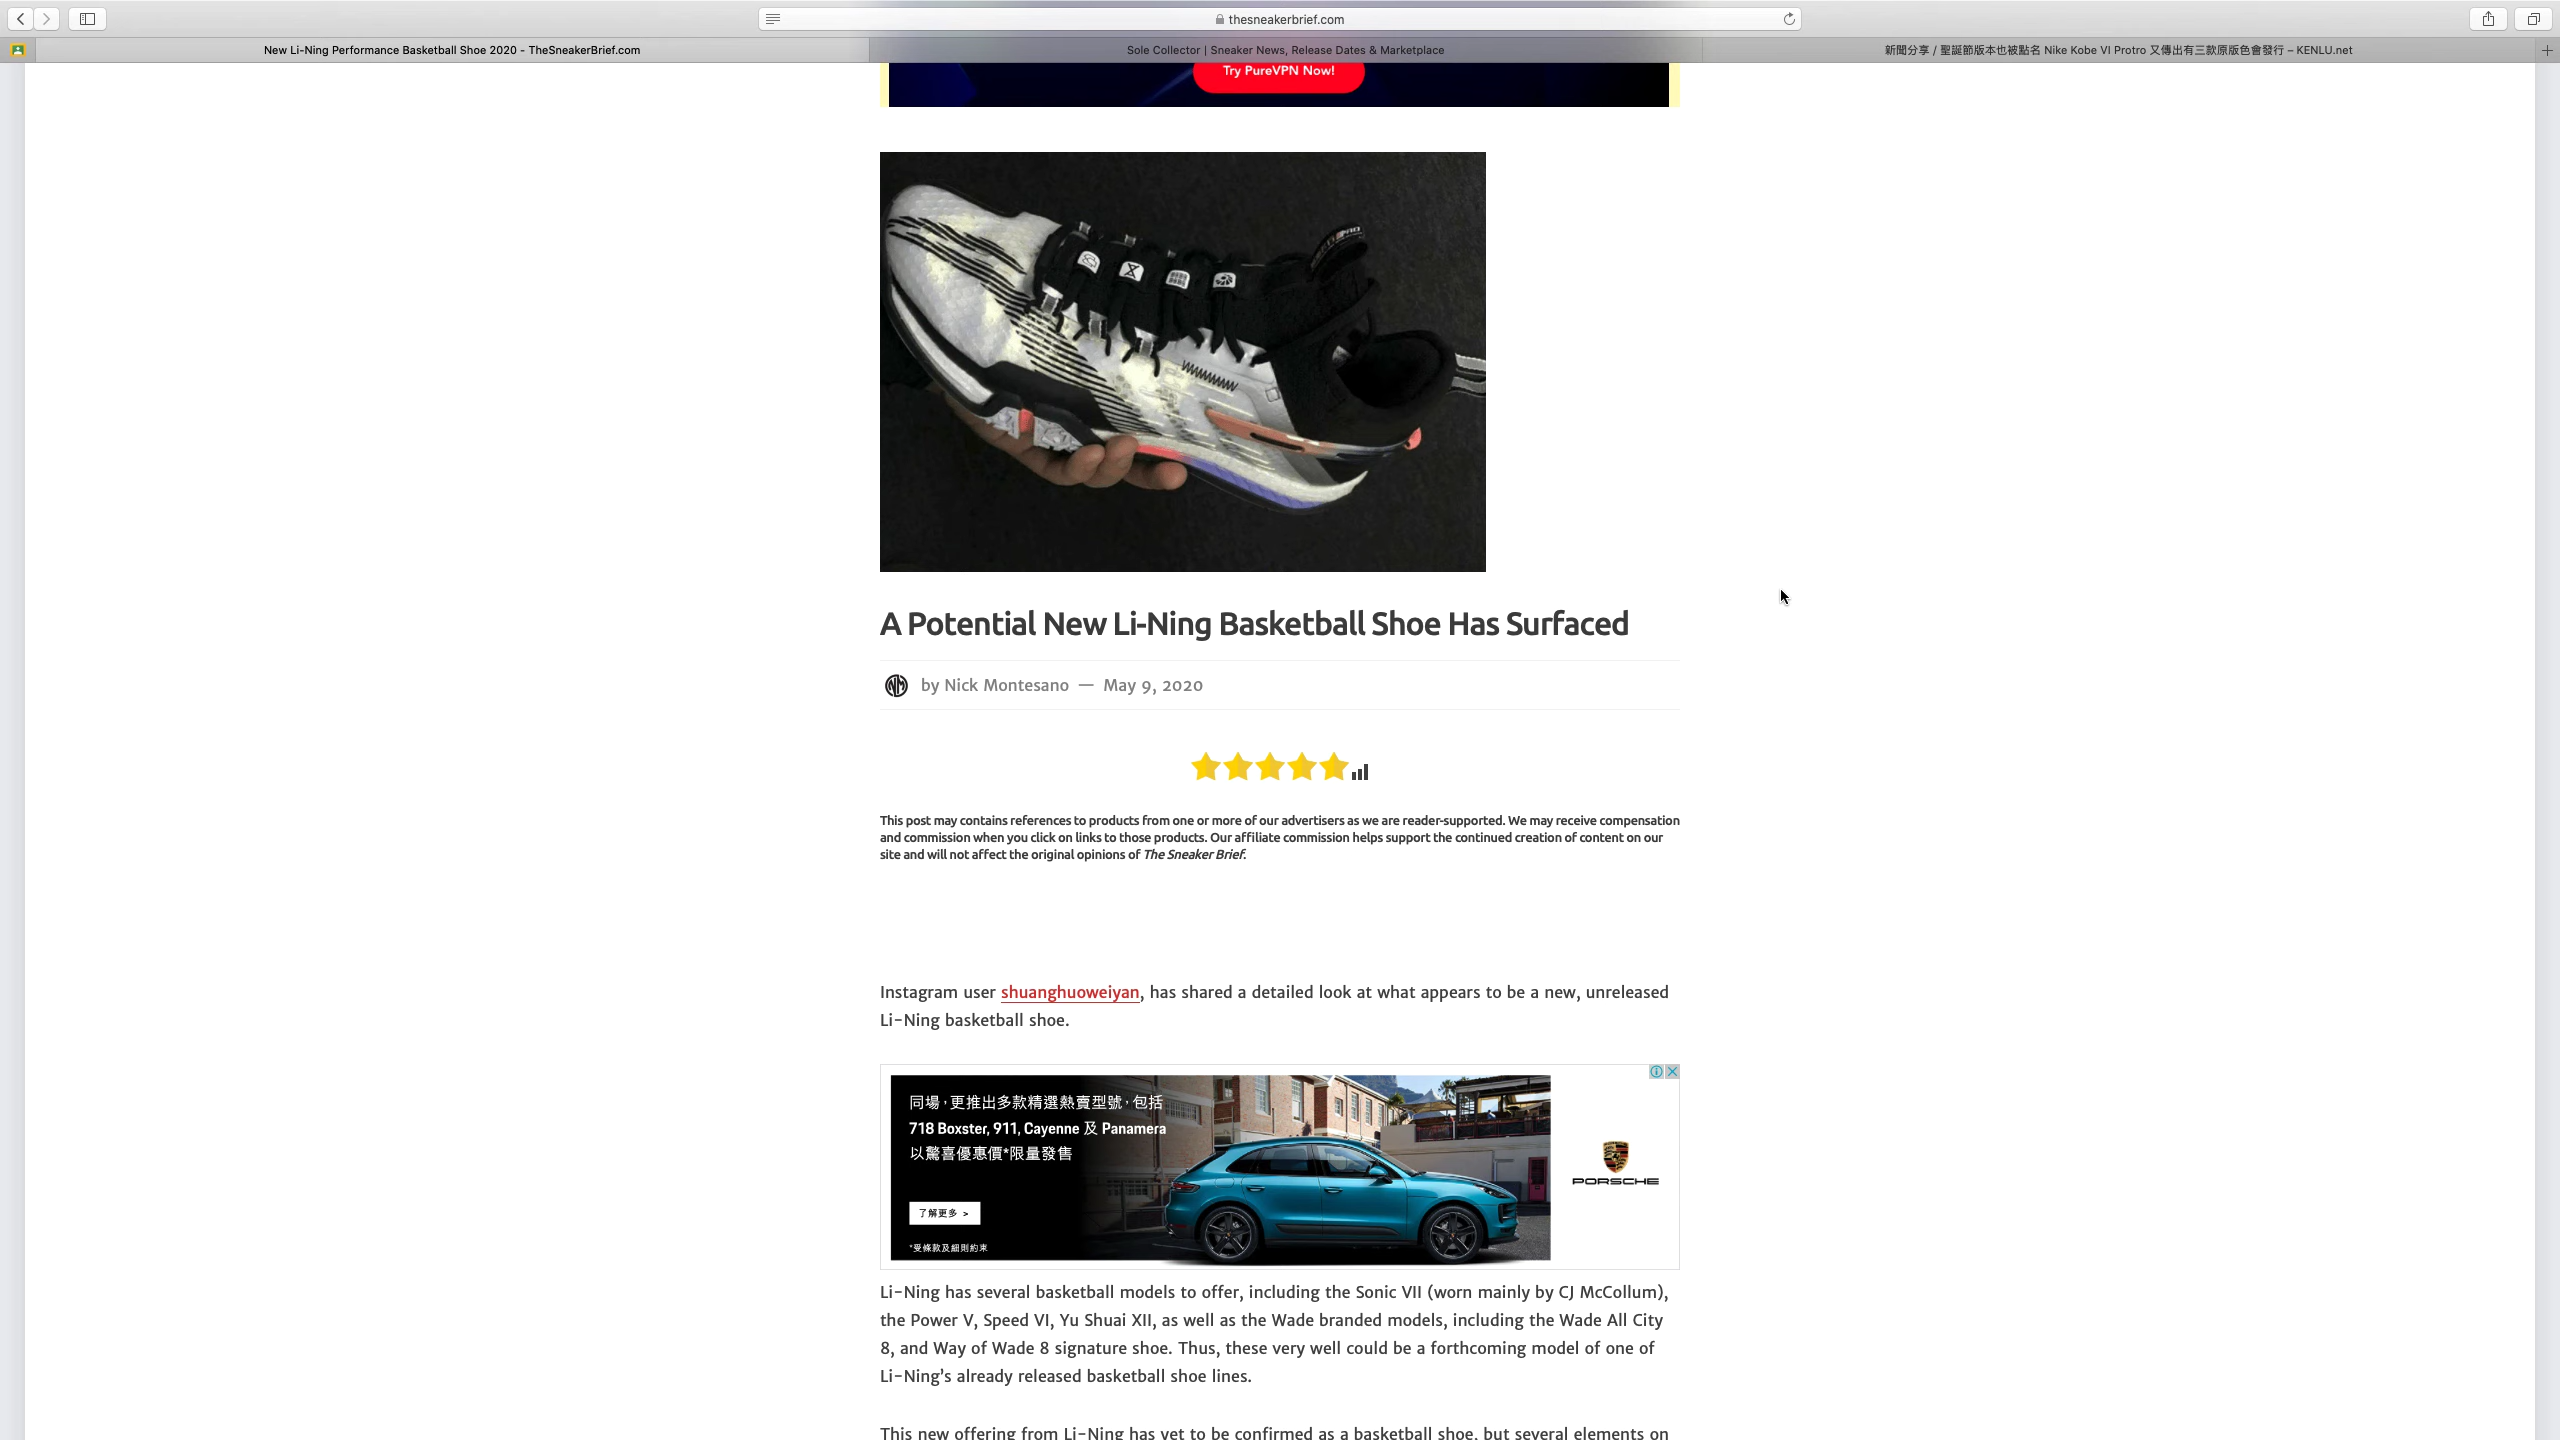 thesneakerbrief.com
New Li-Ning Performance Basketball Shoe 2020 - TheSneakerBrief.com
Sole Collector | Sneaker News, Release Dates & Marketplace
新聞分享 / 聖誕節版本也被點名 Nike Kobe VI Protro 又傳出有三款原版色會發行 – KENLU.net
Try PureVPN Now!
A Potential New Li-Ning Basketball Shoe Has Surfaced
by Nick Montesano — May 9, 2020
This post may contains references to products from one or more of our advertisers as we are reader-supported. We may receive compensation
and commission when you click on links to those products. Our affiliate commission helps support the continued creation of content on our
site and will not affect the original opinions of The Sneaker Brief.
Instagram user shuanghuoweiyan, has shared a detailed look at what appears to be a new, unreleased
Li-Ning basketball shoe.
同場，更推出多款精選熱賣型號，包括
718 Boxster, 911, Cayenne 及 Panamera
以驚喜優惠價*限量發售
了解更多 >
*受條款及細則約束
PORSCHE
Li-Ning has several basketball models to offer, including the Sonic VII (worn mainly by CJ McCollum),
the Power V, Speed VI, Yu Shuai XII, as well as the Wade branded models, including the Wade All City
8, and Way of Wade 8 signature shoe. Thus, these very well could be a forthcoming model of one of
Li-Ning’s already released basketball shoe lines.
This new offering from Li-Ning has yet to be confirmed as a basketball shoe, but several elements on